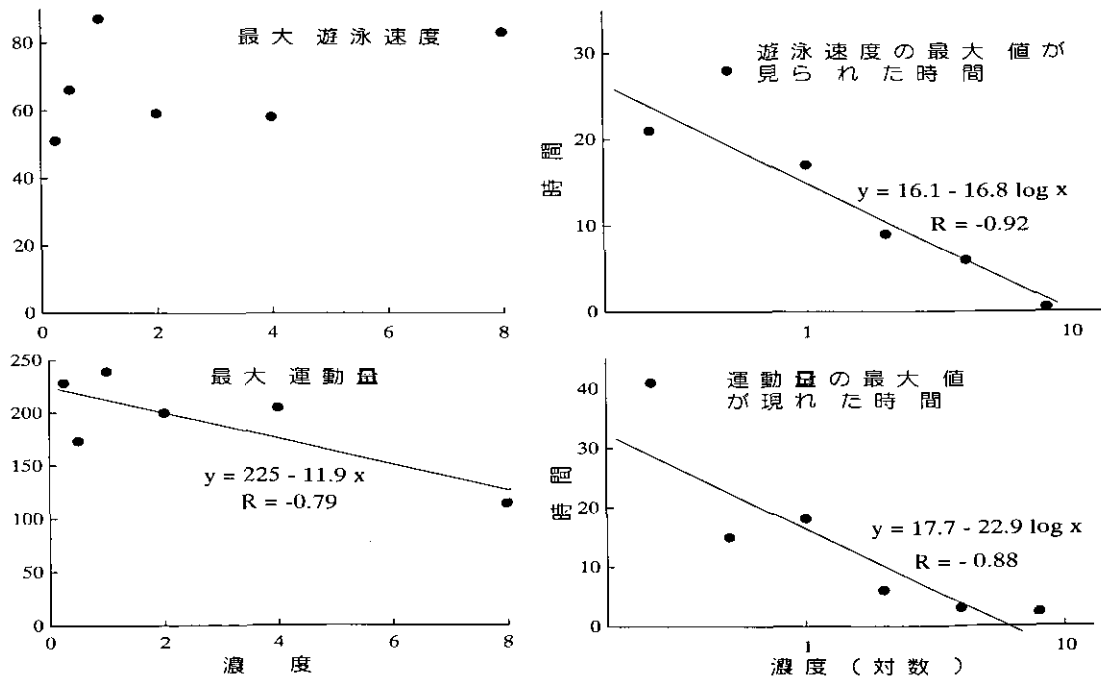 最大 遊泳速度
80
60
40
20
0
0 2 4 6 8
遊泳速度の最大 値が
見られた時間
時間
30
20
10
0
y = 16.1 - 16.8 log x
R = -0.92
1 10
最大 運動量
250
200
150
100
50
0
y = 225 - 11.9 x
R = -0.79
0 2 4 6 8
濃度
運動量の最大 値
が現れた時間
時間
40
30
20
10
0
y = 17.7 - 22.9 log x
R = - 0.88
1 10
濃度（対数）